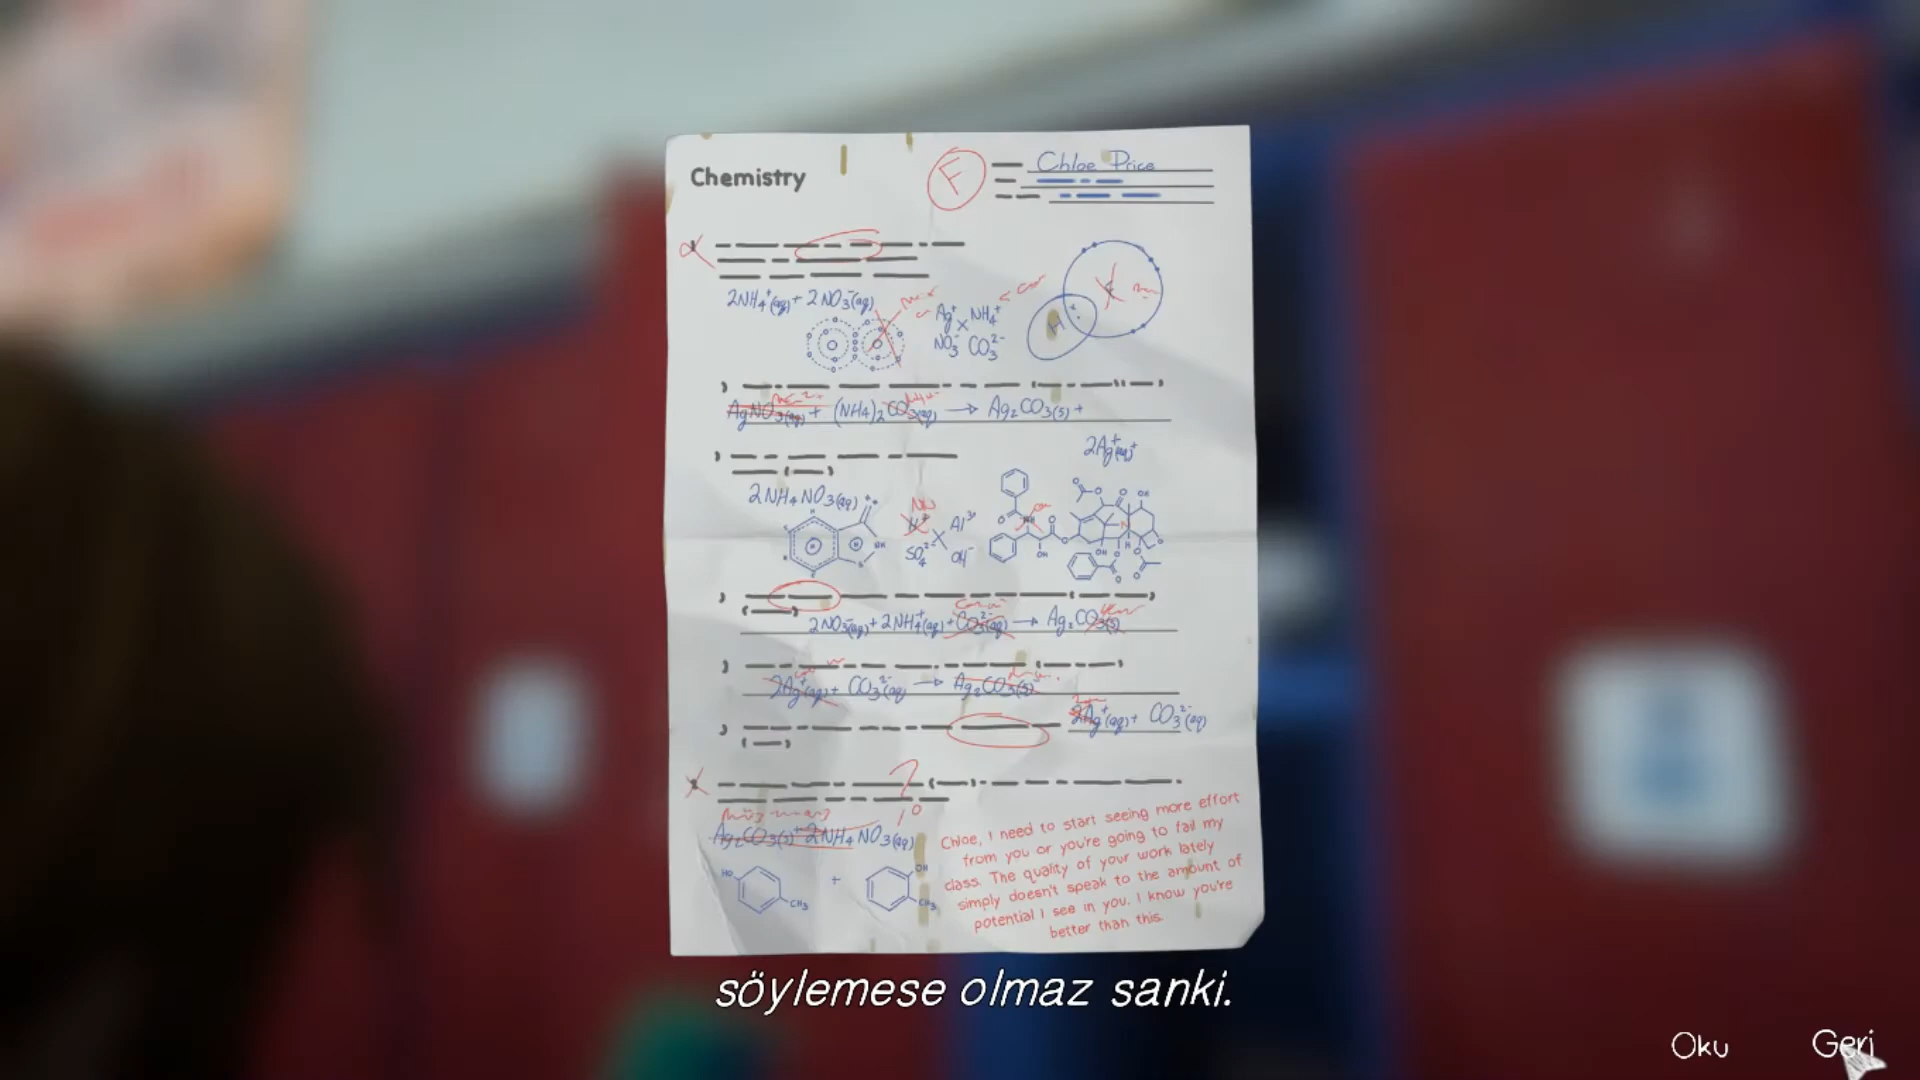 Chemistry
F
Chloe Price
2NH₄⁺(aq) + 2NO₃⁻(aq)
Ag⁺ NH₄⁺
NO₃⁻ CO₃²⁻
H
AgNO₃(aq) + (NH4)₂CO₃(aq) → Ag₂CO₃(s) +
2Ag⁺(aq)⁺
2NH₄NO₃(aq)
Al³⁺
SO₄²⁻ OH⁻
2NO₃⁻(aq) + 2NH₄⁺(aq) + CO₃²⁻(aq) → Ag₂CO₃(s)
2Ag⁺(aq) + CO₃²⁻(aq) → Ag₂CO₃(s)
2Ag⁺(aq) + CO₃²⁻(aq)
Ag₂CO₃(s) + 2NH₄NO₃(aq)
HO CH₃ + OH CH₃
Chloe, I need to start seeing more effort
from you or you're going to fail my
class. The quality of your work lately
simply doesn't speak to the amount of
potential I see in you. I know you're
better than this.
söylemese olmaz sanki.
Oku
Geri